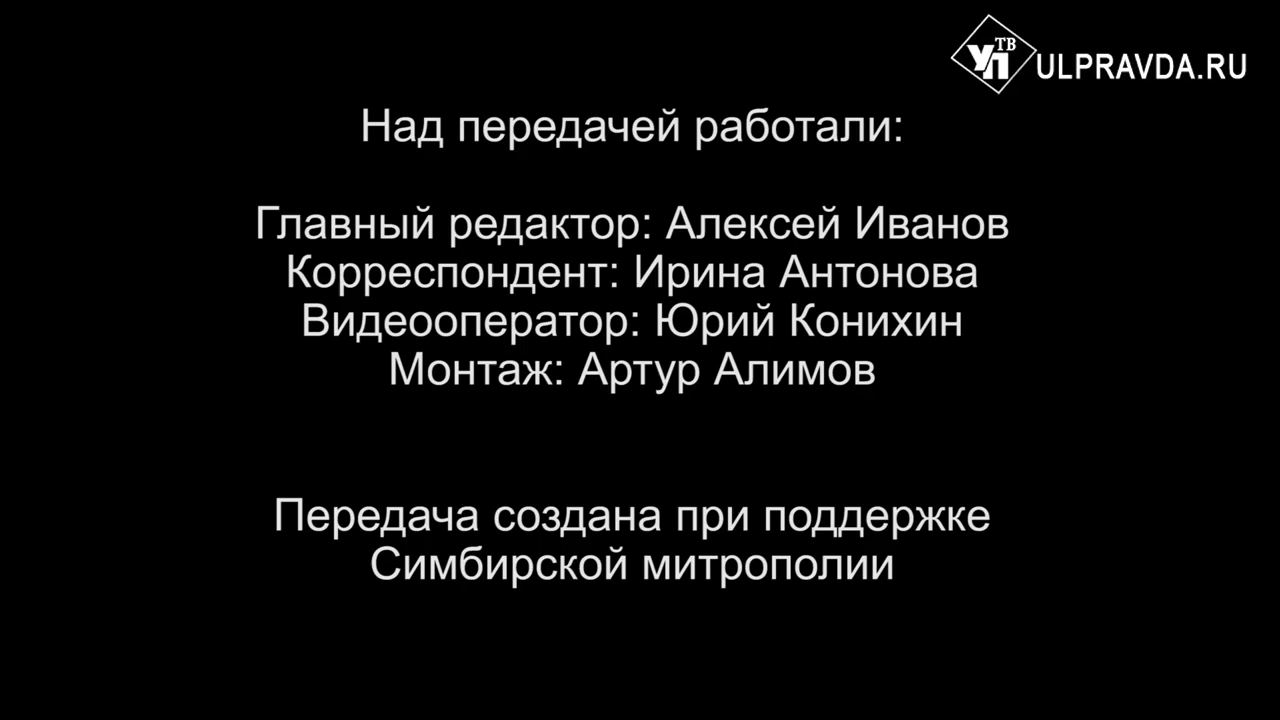 УП ТВ ULPRAVDA.RU
Над передачей работали:
Главный редактор: Алексей Иванов
Корреспондент: Ирина Антонова
Видеооператор: Юрий Конихин
Монтаж: Артур Алимов
Передача создана при поддержке
Симбирской митрополии